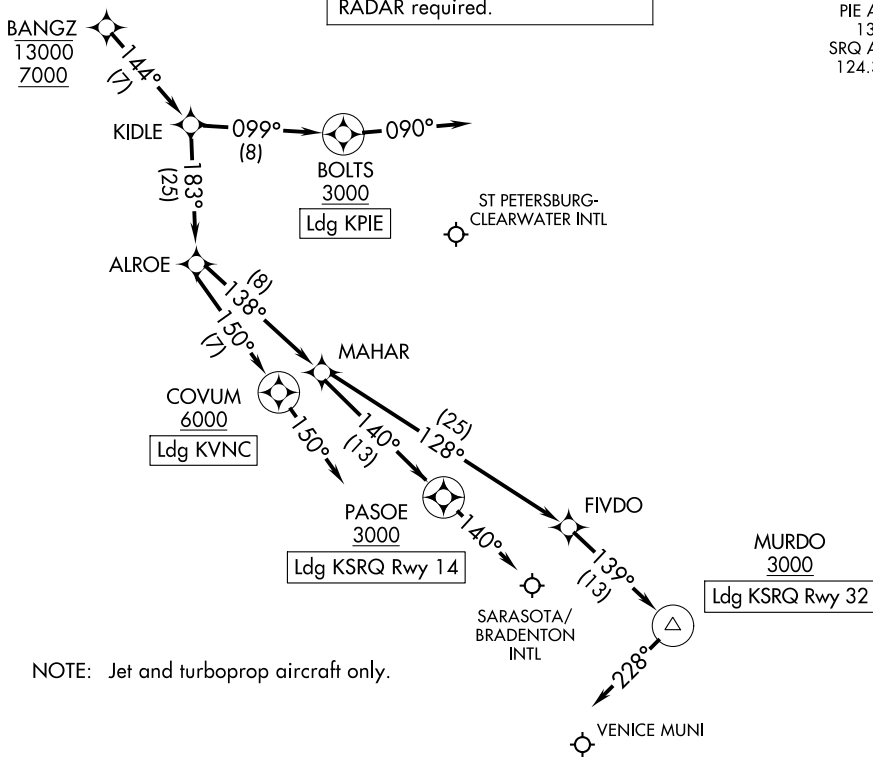 RADAR required.
PIE A
13
SRQ A
124.3
BANGZ
13000
7000
144°
(7)
KIDLE
099°
(8)
090°
BOLTS
3000
Ldg KPIE
183°
(25)
ST PETERSBURG-
CLEARWATER INTL
ALROE
(8)
138°
150°
(7)
MAHAR
COVUM
6000
Ldg KVNC
150°
(25)
128°
140°
(13)
PASOE
3000
Ldg KSRQ Rwy 14
140°
FIVDO
139°
(13)
MURDO
3000
Ldg KSRQ Rwy 32
SARASOTA/
BRADENTON
INTL
228°
NOTE: Jet and turboprop aircraft only.
VENICE MUNI